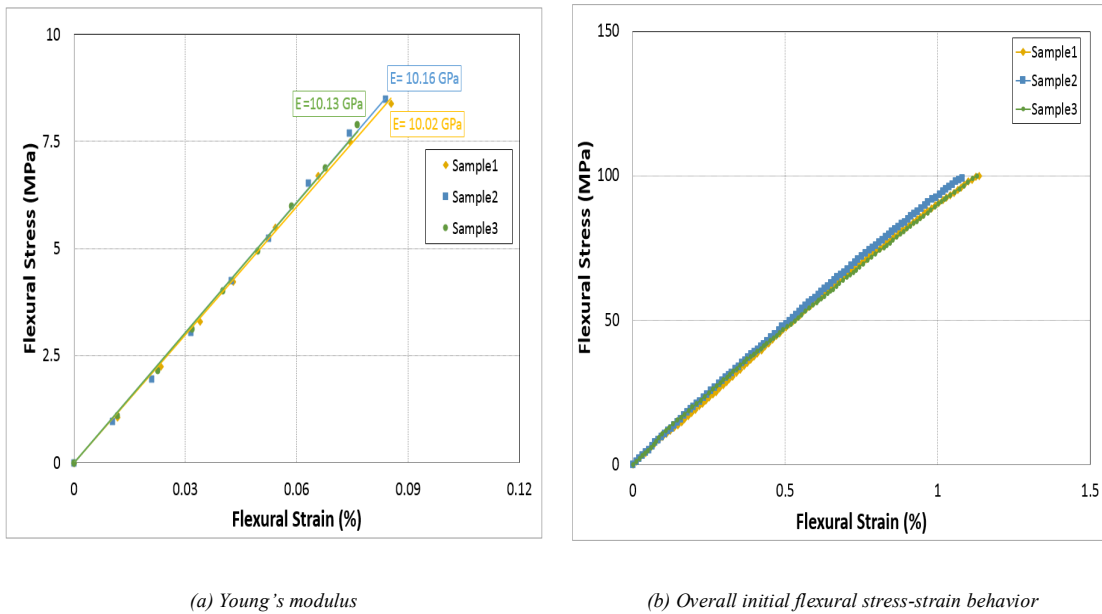 10
7.5
5
2.5
0
0
0.03
0.06
0.09
0.12
Flexural Stress (MPa)
Flexural Strain (%)
E= 10.16 GPa
E =10.13 GPa
E= 10.02 GPa
Sample1
Sample2
Sample3
(a) Young's modulus
150
100
50
0
0
0.5
1
1.5
Flexural Stress (MPa)
Flexural Strain (%)
Sample1
Sample2
Sample3
(b) Overall initial flexural stress-strain behavior